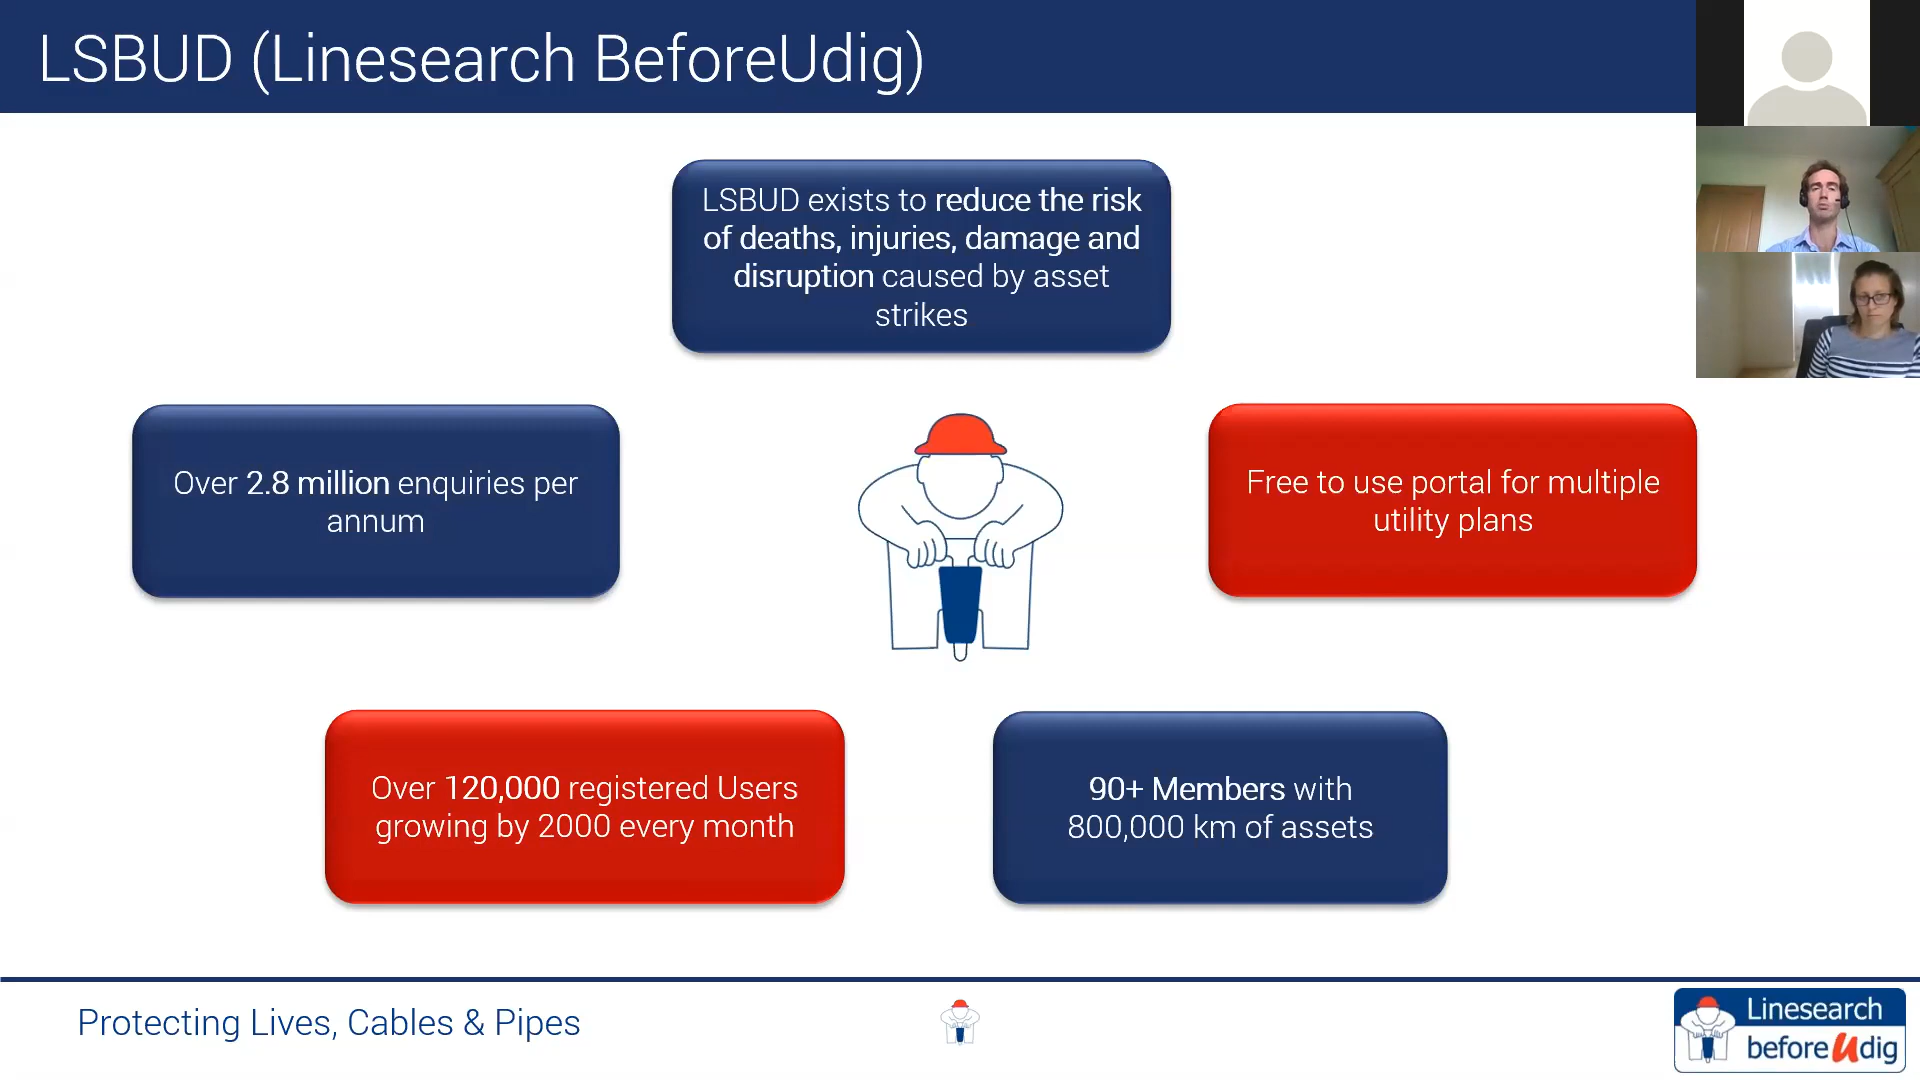 LSBUD (Linesearch BeforeUdig)
LSBUD exists to reduce the risk
of deaths, injuries, damage and
disruption caused by asset
strikes
Over 2.8 million enquiries per
annum
Free to use portal for multiple
utility plans
Over 120,000 registered Users
growing by 2000 every month
90+ Members with
800,000 km of assets
Protecting Lives, Cables & Pipes
Linesearch
beforeUdig